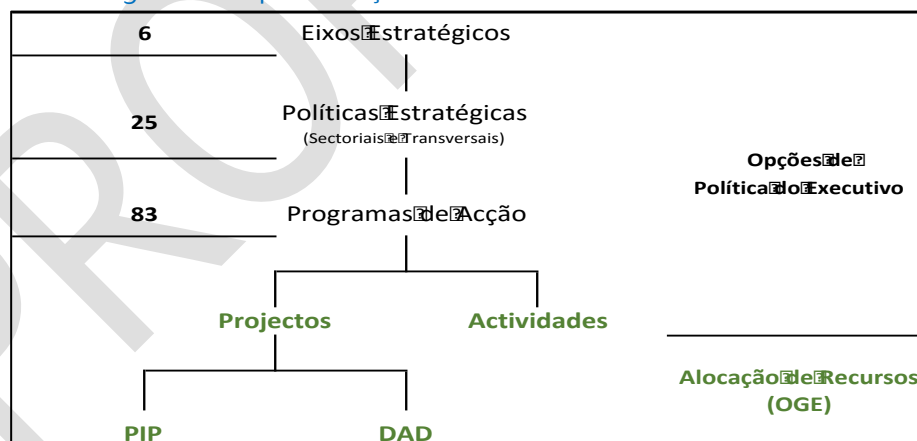 6 Eixos Estratégicos
25 Políticas Estratégicas
(Sectoriais e Transversais)
Opções de
Política do Executivo
83 Programas de Acção
Projectos Actividades
Alocação de Recursos
(OGE)
PIP DAD